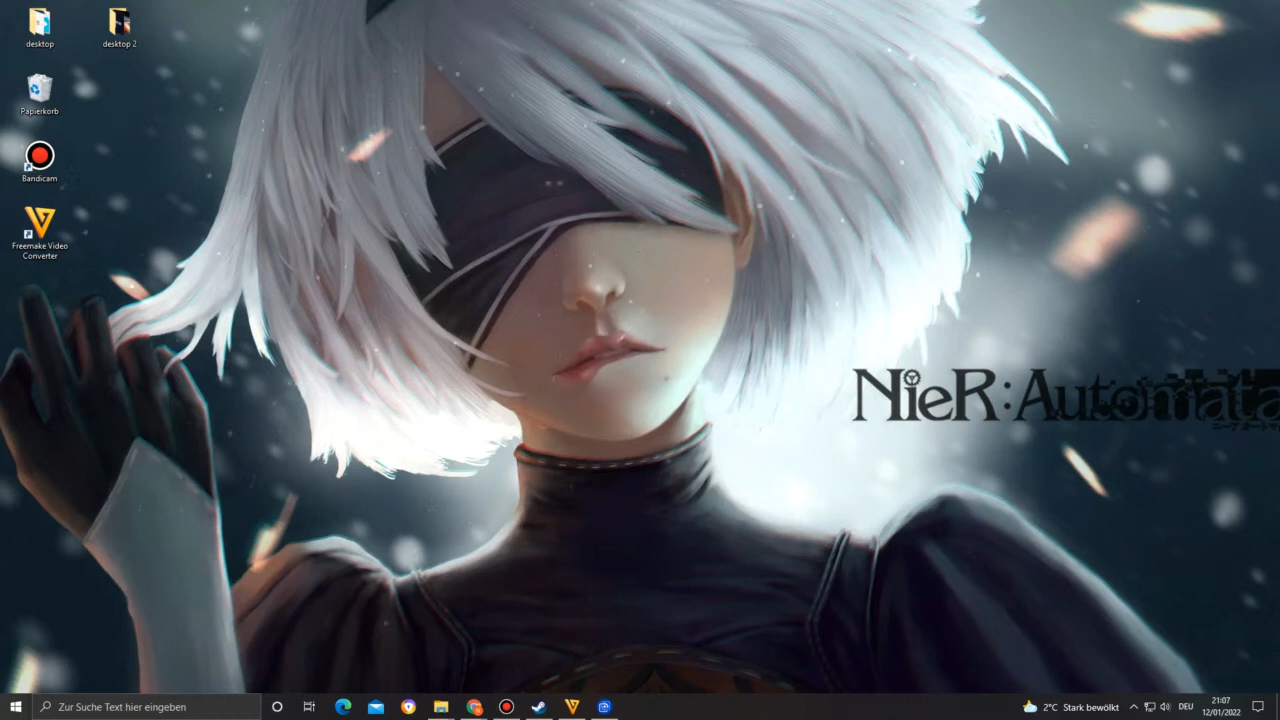 desktop
desktop 2
Papierkorb
Bandicam
Freemake Video
Converter
NieR:Automata
Zur Suche Text hier eingeben
2°C Stark bewölkt
DEU
21:07
12/01/2022